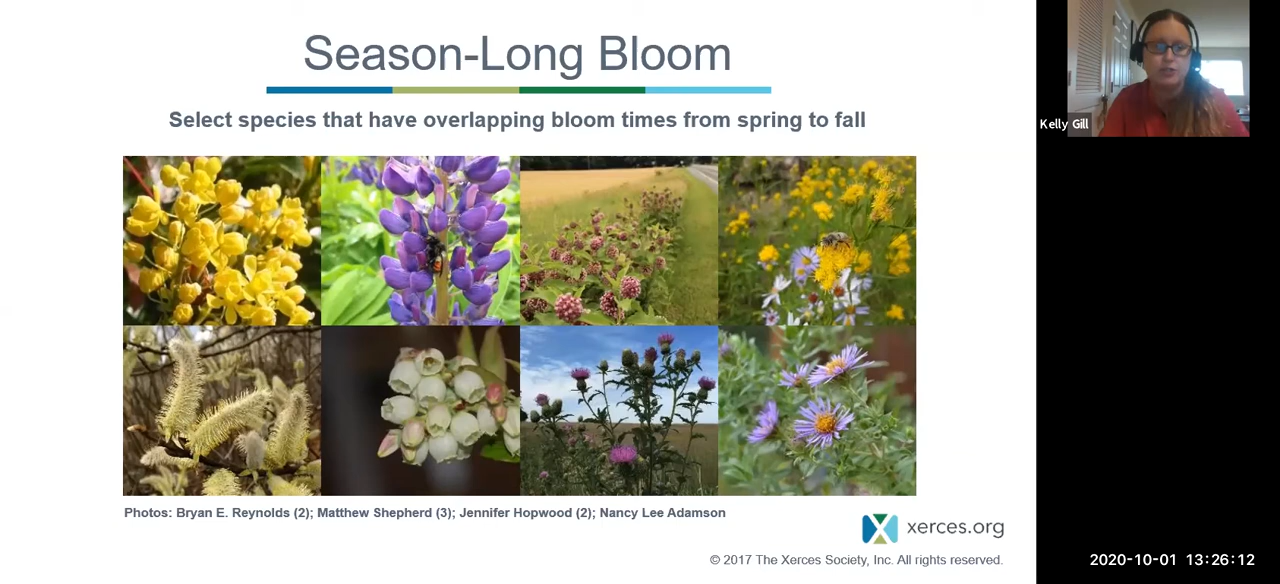 Season-Long Bloom
Select species that have overlapping bloom times from spring to fall
Photos: Bryan E. Reynolds (2); Matthew Shepherd (3); Jennifer Hopwood (2); Nancy Lee Adamson
xerces.org
© 2017 The Xerces Society, Inc. All rights reserved.
Kelly Gill
2020-10-01 13:26:12